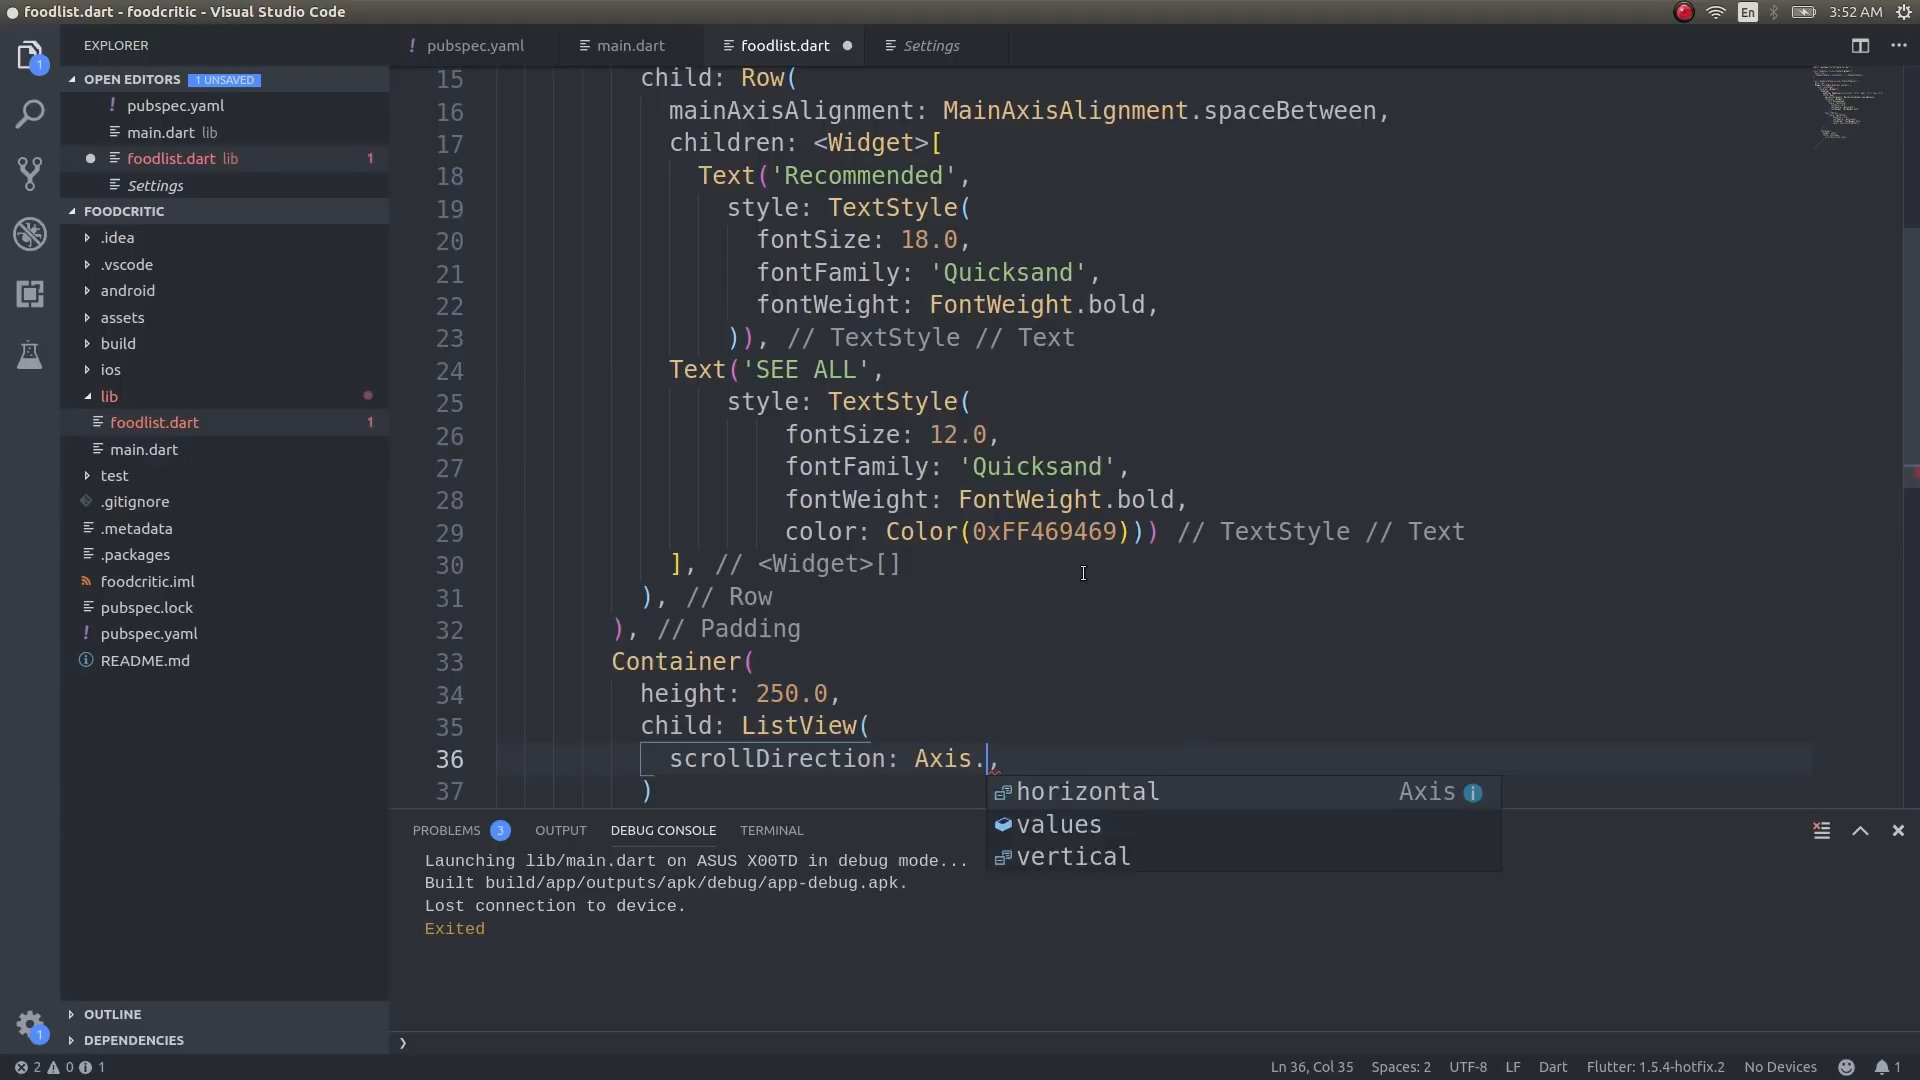 foodlist.dart - foodcritic - Visual Studio Code
En
3:52 AM
EXPLORER
1
OPEN EDITORS 1 UNSAVED
! pubspec.yaml
main.dart lib
foodlist.dart lib 1
Settings
FOODCRITIC
.idea
.vscode
android
assets
build
ios
lib
foodlist.dart 1
main.dart
test
.gitignore
.metadata
.packages
foodcritic.iml
pubspec.lock
! pubspec.yaml
README.md
OUTLINE
DEPENDENCIES
1
! pubspec.yaml
main.dart
foodlist.dart
Settings
15 child: Row(
16 mainAxisAlignment: MainAxisAlignment.spaceBetween,
17 children: <Widget>[
18 Text('Recommended',
19 style: TextStyle(
20 fontSize: 18.0,
21 fontFamily: 'Quicksand',
22 fontWeight: FontWeight.bold,
23 )), // TextStyle // Text
24 Text('SEE ALL',
25 style: TextStyle(
26 fontSize: 12.0,
27 fontFamily: 'Quicksand',
28 fontWeight: FontWeight.bold,
29 color: Color(0xFF469469))) // TextStyle // Text
30 ], // <Widget>[]
31 ), // Row
32 ), // Padding
33 Container(
34 height: 250.0,
35 child: ListView(
36 scrollDirection: Axis.,
37 )
horizontal Axis
values
vertical
PROBLEMS 3 OUTPUT DEBUG CONSOLE TERMINAL
Launching lib/main.dart on ASUS X00TD in debug mode...
Built build/app/outputs/apk/debug/app-debug.apk.
Lost connection to device.
Exited
2 0 1
Ln 36, Col 35 Spaces: 2 UTF-8 LF Dart Flutter: 1.5.4-hotfix.2 No Devices 1